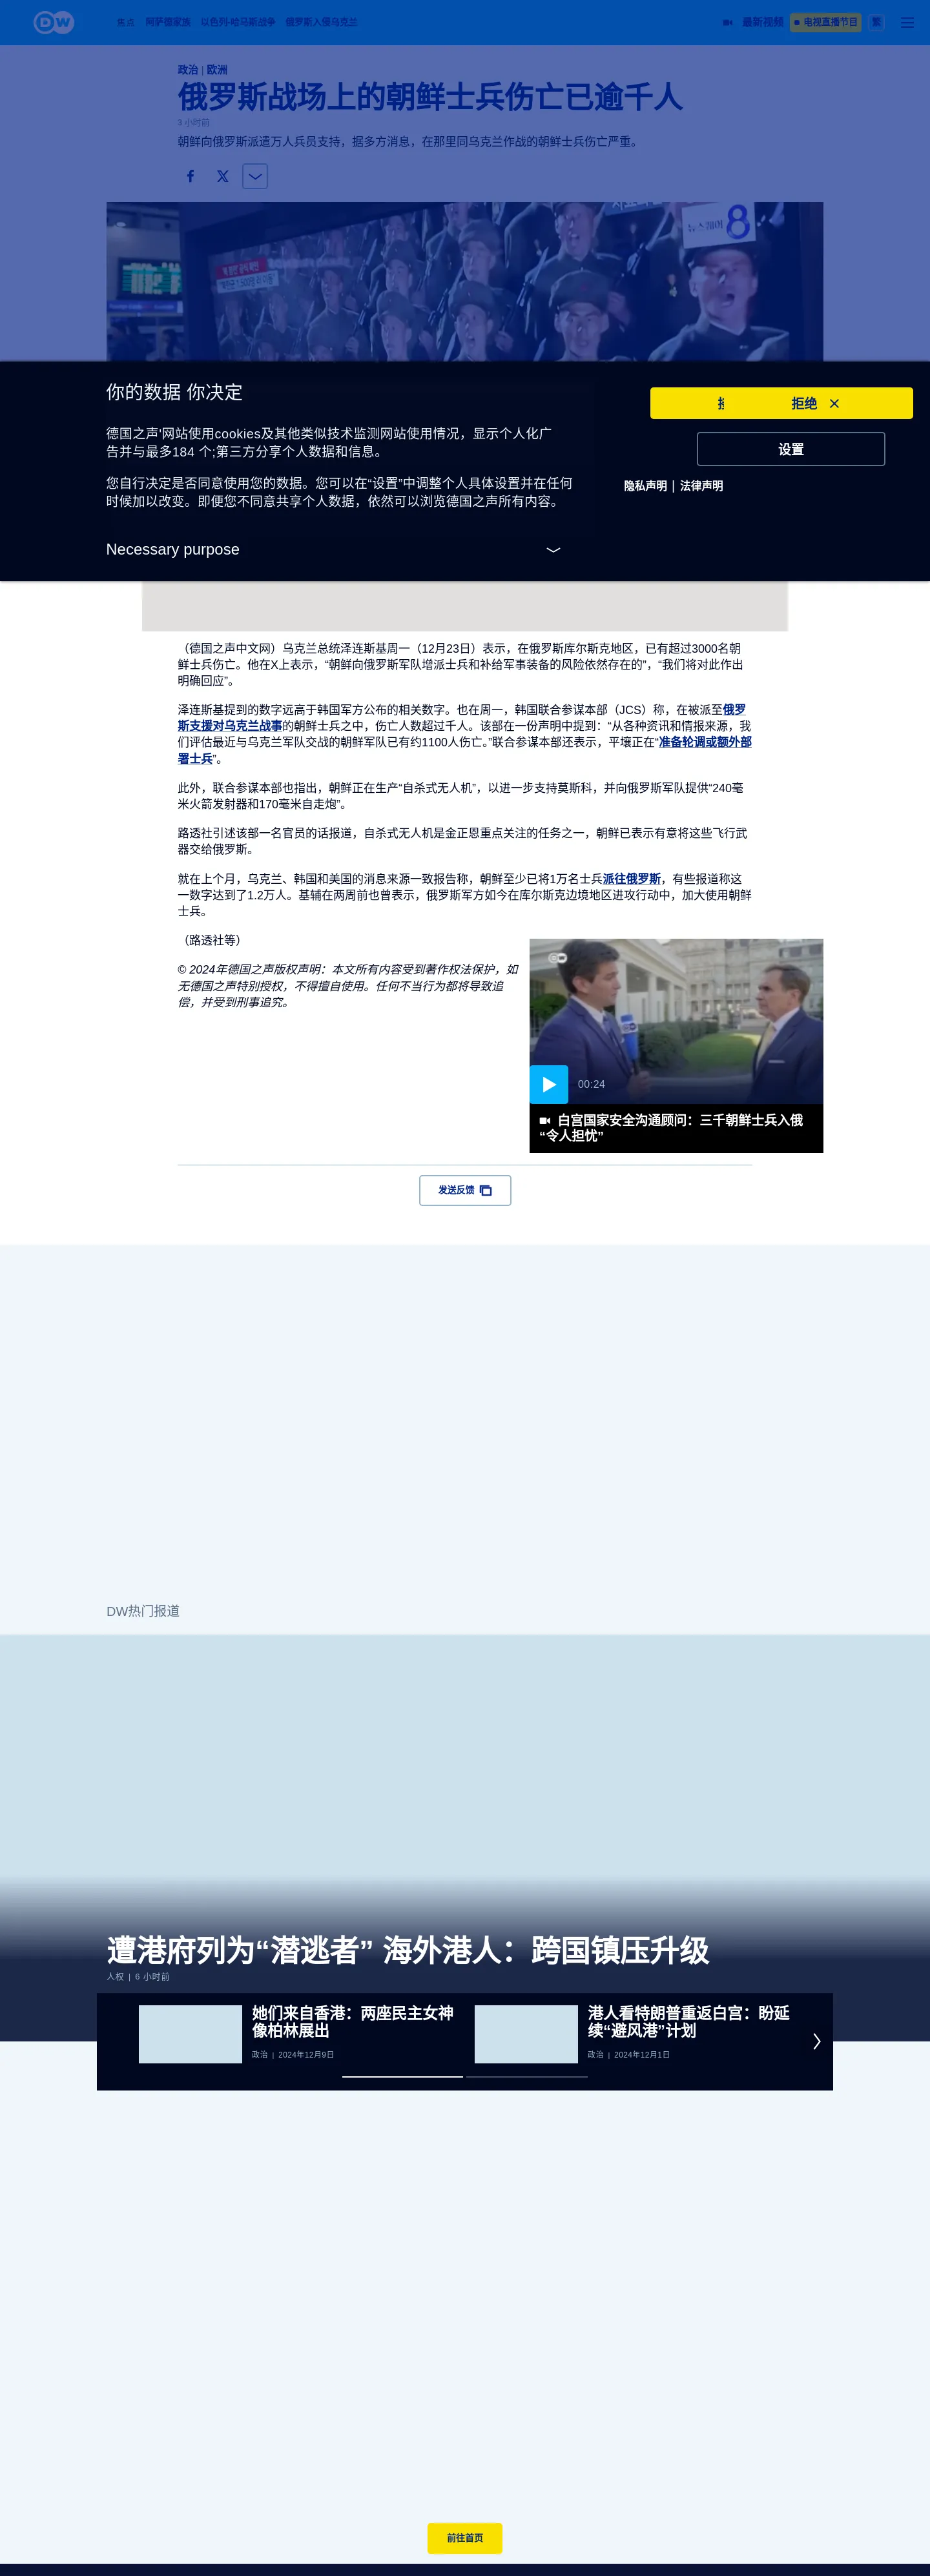 DW
焦点 阿萨德家族 以色列-哈马斯战争 俄罗斯入侵乌克兰 最新视频 电视直播节目 繁
政治 | 欧洲
俄罗斯战场上的朝鲜士兵伤亡已逾千人
3 小时前
朝鲜向俄罗斯派遣万人兵员支持，据多方消息，在那里同乌克兰作战的朝鲜士兵伤亡严重。
8
你的数据 你决定
拒绝
德国之声'网站使用cookies及其他类似技术监测网站使用情况，显示个人化广
告并与最多184 个;第三方分享个人数据和信息。
设置
您自行决定是否同意使用您的数据。您可以在“设置”中调整个人具体设置并在任何
时候加以改变。即便您不同意共享个人数据，依然可以浏览德国之声所有内容。
隐私声明 | 法律声明
Necessary purpose
（德国之声中文网）乌克兰总统泽连斯基周一（12月23日）表示，在俄罗斯库尔斯克地区，已有超过3000名朝
鲜士兵伤亡。他在X上表示，“朝鲜向俄罗斯军队增派士兵和补给军事装备的风险依然存在的”，“我们将对此作出
明确回应”。
泽连斯基提到的数字远高于韩国军方公布的相关数字。也在周一，韩国联合参谋本部（JCS）称，在被派至俄罗
斯支援对乌克兰战事的朝鲜士兵之中，伤亡人数超过千人。该部在一份声明中提到：“从各种资讯和情报来源，我
们评估最近与乌克兰军队交战的朝鲜军队已有约1100人伤亡。”联合参谋本部还表示，平壤正在“准备轮调或额外部
署士兵”。
此外，联合参谋本部也指出，朝鲜正在生产“自杀式无人机”，以进一步支持莫斯科，并向俄罗斯军队提供“240毫
米火箭发射器和170毫米自走炮”。
路透社引述该部一名官员的话报道，自杀式无人机是金正恩重点关注的任务之一，朝鲜已表示有意将这些飞行武
器交给俄罗斯。
就在上个月，乌克兰、韩国和美国的消息来源一致报告称，朝鲜至少已将1万名士兵派往俄罗斯，有些报道称这
一数字达到了1.2万人。基辅在两周前也曾表示，俄罗斯军方如今在库尔斯克边境地区进攻行动中，加大使用朝鲜
士兵。
（路透社等）
© 2024年德国之声版权声明：本文所有内容受到著作权法保护，如
无德国之声特别授权，不得擅自使用。任何不当行为都将导致追
偿，并受到刑事追究。
00:24
白宫国家安全沟通顾问：三千朝鲜士兵入俄
“令人担忧”
发送反馈
DW热门报道
遭港府列为“潜逃者” 海外港人：跨国镇压升级
人权 | 6 小时前
她们来自香港：两座民主女神
像柏林展出
政治 | 2024年12月9日
港人看特朗普重返白宫：盼延
续“避风港”计划
政治 | 2024年12月1日
前往首页